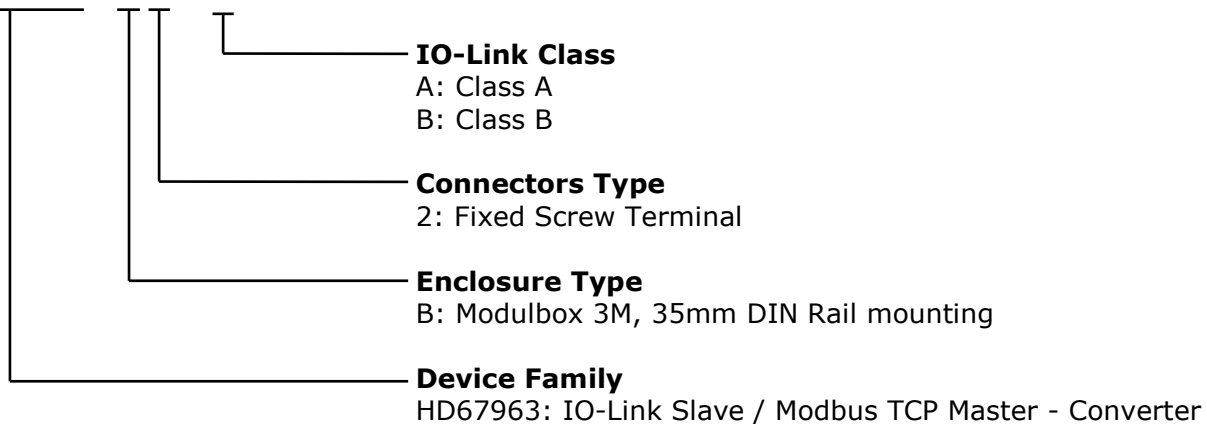 IO-Link Class
A: Class A
B: Class B
Connectors Type
2: Fixed Screw Terminal
Enclosure Type
B: Modulbox 3M, 35mm DIN Rail mounting
Device Family
HD67963: IO-Link Slave / Modbus TCP Master - Converter